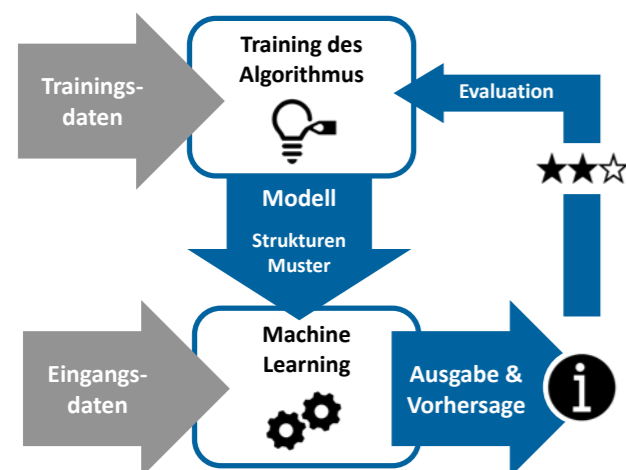 Training des
Algorithmus
Trainings-
daten
Evaluation
Modell
Strukturen
Muster
Machine
Learning
Eingangs-
daten
Ausgabe &
Vorhersage
i